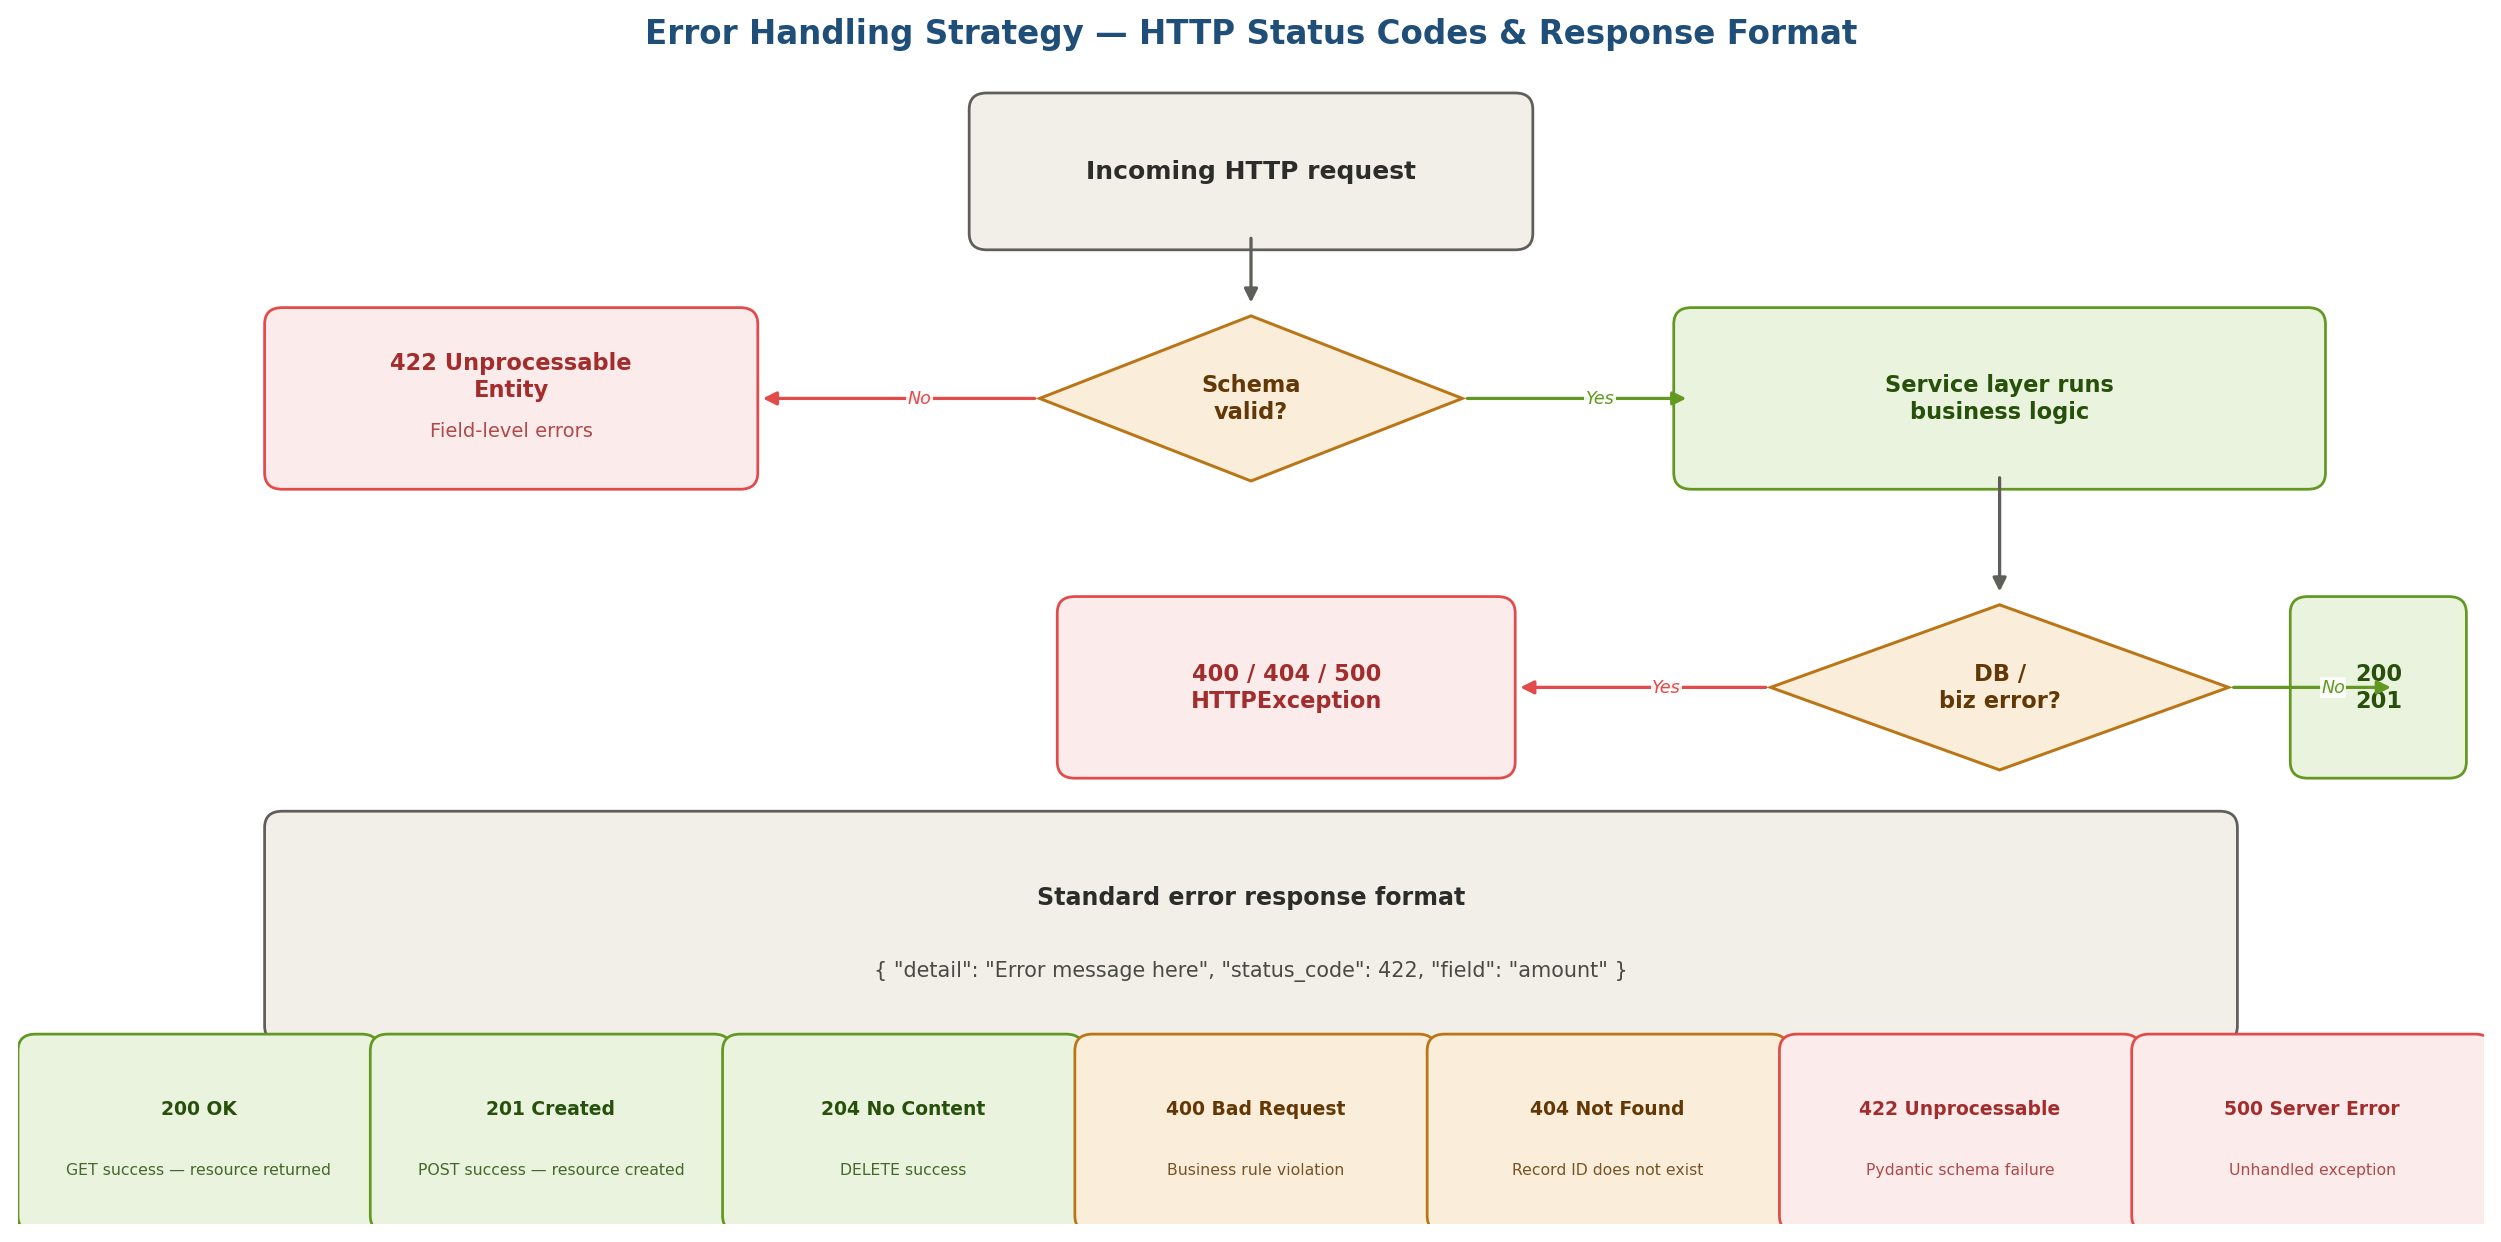 Error Handling Strategy — HTTP Status Codes & Response Format
Incoming HTTP request
422 Unprocessable
Entity
Field-level errors
No
Schema
valid?
Yes
Service layer runs
business logic
400 / 404 / 500
HTTPException
Yes
DB /
biz error?
No
200
201
Standard error response format
{ "detail": "Error message here", "status_code": 422, "field": "amount" }
200 OK
GET success — resource returned
201 Created
POST success — resource created
204 No Content
DELETE success
400 Bad Request
Business rule violation
404 Not Found
Record ID does not exist
422 Unprocessable
Pydantic schema failure
500 Server Error
Unhandled exception